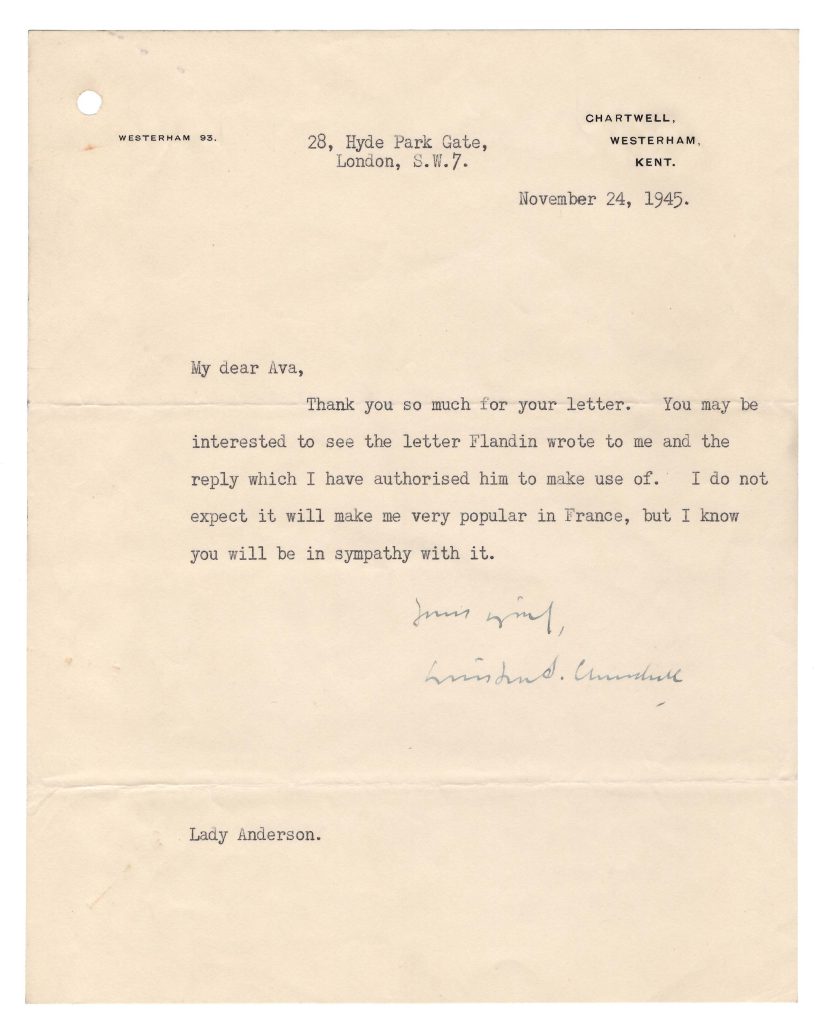 WESTERHAM 93.
28, Hyde Park Gate,
London, S.W.7.
CHARTWELL,
WESTERHAM,
KENT.
November 24, 1945.
My dear Ava,
Thank you so much for your letter. You may be
interested to see the letter Flandin wrote to me and the
reply which I have authorised him to make use of. I do not
expect it will make me very popular in France, but I know
you will be in sympathy with it.
Winston S. Churchill
Lady Anderson.